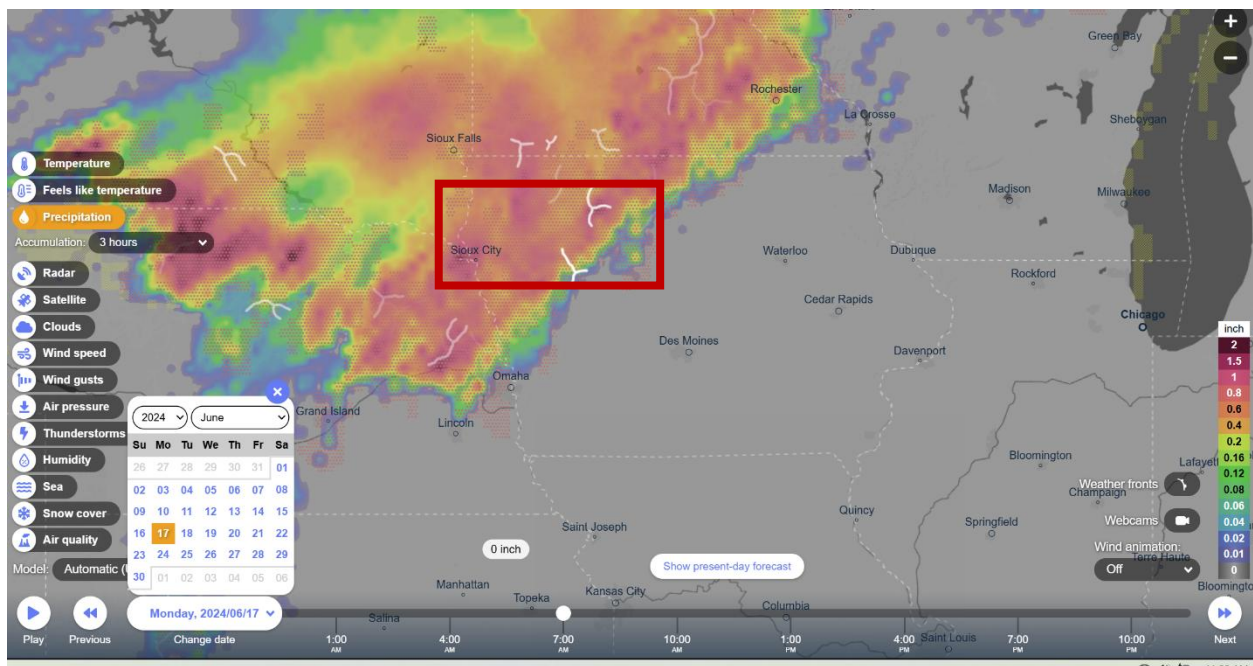 Green Bay
+
−
Rochester
La Crosse
Sheboygan
Sioux Falls
Temperature
Feels like temperature
Madison
Milwaukee
Precipitation
Accumulation: 3 hours
Sioux City
Waterloo
Dubuque
Radar
Rockford
Satellite
Cedar Rapids
Clouds
Chicago
inch
Wind speed
Des Moines
Davenport
2
1.5
Wind gusts
Omaha
1
Air pressure
0.8
2024
June
Grand Island
0.6
Thunderstorms
Lincoln
0.4
Su Mo Tu We Th Fr Sa
0.2
Humidity
Bloomington
0.16
26 27 28 29 30 31 01
0.12
Sea
02 03 04 05 06 07 08
Weather fronts
Champaign
0.08
Snow cover
09 10 11 12 13 14 15
Quincy
0.06
Springfield
Webcams
0.04
Air quality
16 17 18 19 20 21 22
Saint Joseph
0.02
23 24 25 26 27 28 29
0 inch
Wind animation:
Terre Haute
0.01
Model: Automatic
30 01 02 03 04 05 06
Show present-day forecast
Off
0
Manhattan
Topeka
Kansas City
Columbia
Monday, 2024/06/17
Salina
Saint Louis
Play
Previous
Change date
1:00 AM
4:00 AM
7:00 AM
10:00 AM
1:00 PM
4:00 PM
7:00 PM
10:00 PM
Next